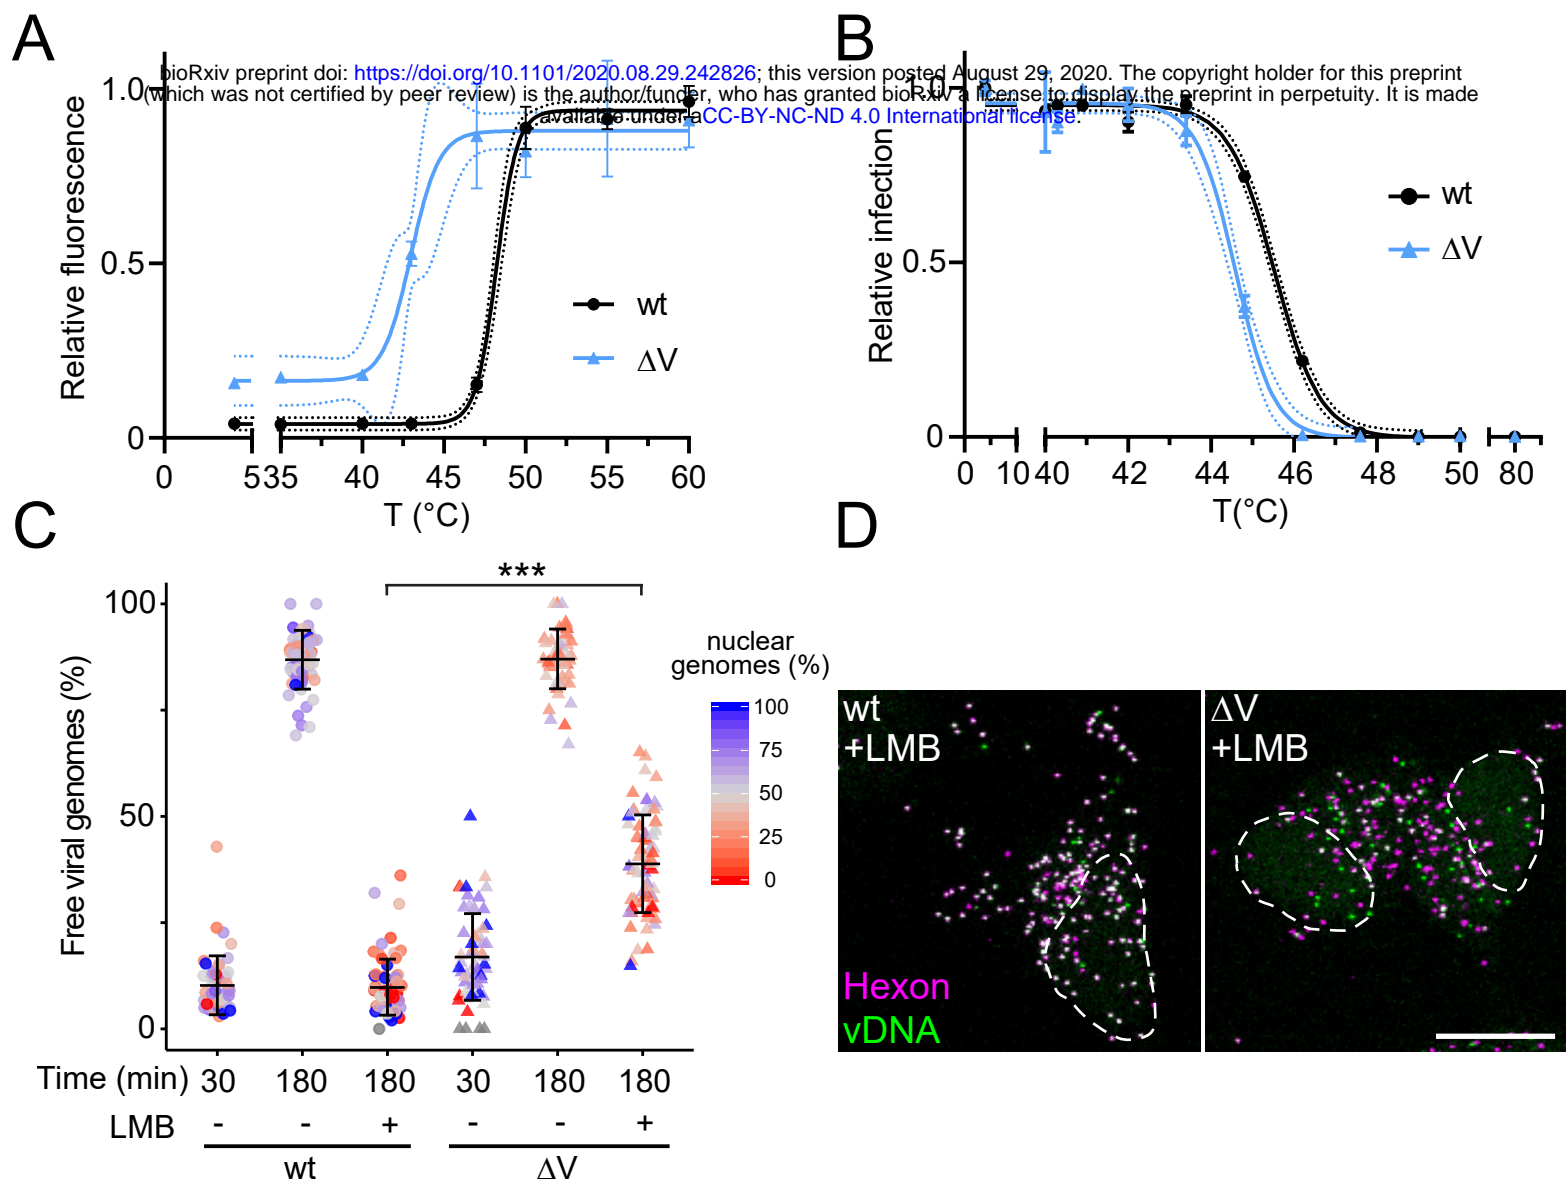 A
B
bioRxiv preprint doi: https://doi.org/10.1101/2020.08.29.242826; this version posted August 29, 2020. The copyright holder for this preprint
(which was not certified by peer review) is the author/funder, who has granted bioRxiv a license to display the preprint in perpetuity. It is made
available under aCC-BY-NC-ND 4.0 International license.
Relative fluorescence
1.0
0.5
0
0 5 35 40 45 50 55 60
T (°C)
wt
ΔV
Relative infection
1.0
0.5
0
0 10 40 42 44 46 48 50 80
T(°C)
wt
ΔV
C
D
***
Free viral genomes (%)
100
50
0
nuclear
genomes (%)
100
75
50
25
0
Time (min) 30 180 180 30 180 180
LMB - - + - - +
wt ΔV
wt
+LMB
Hexon
vDNA
ΔV
+LMB